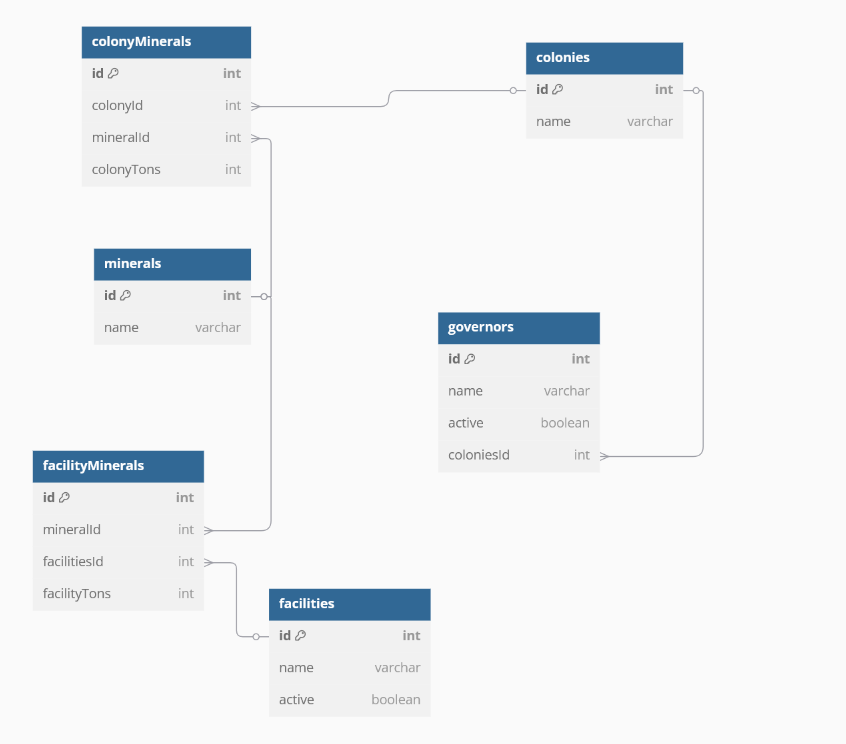 colonyMinerals
id int
colonyId int
mineralId int
colonyTons int
colonies
id int
name varchar
minerals
id int
name varchar
governors
id int
name varchar
active boolean
coloniesId int
facilityMinerals
id int
mineralId int
facilitiesId int
facilityTons int
facilities
id int
name varchar
active boolean